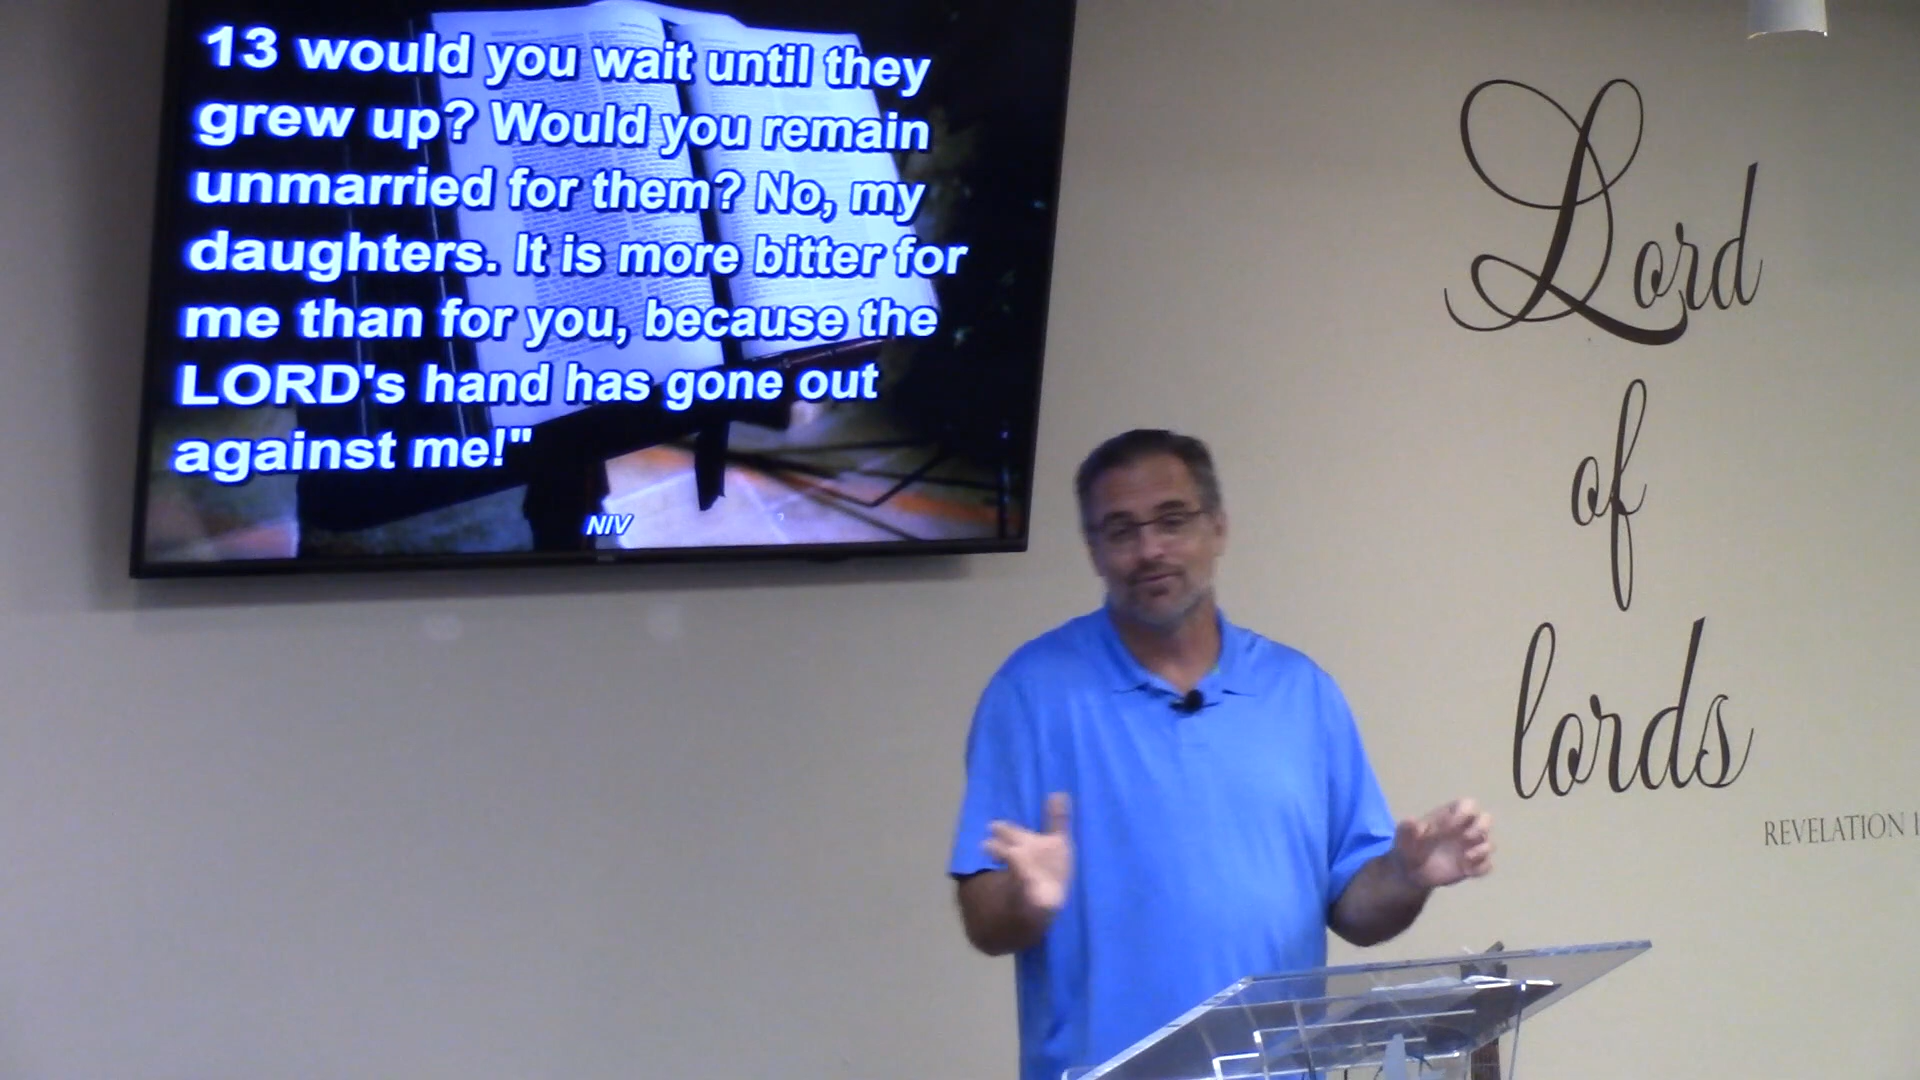 13 would you wait until they
grew up? Would you remain
unmarried for them? No, my
daughters. It is more bitter for
me than for you, because the
LORD's hand has gone out
against me!"
NIV
Lord
of
lords
REVELATION 1